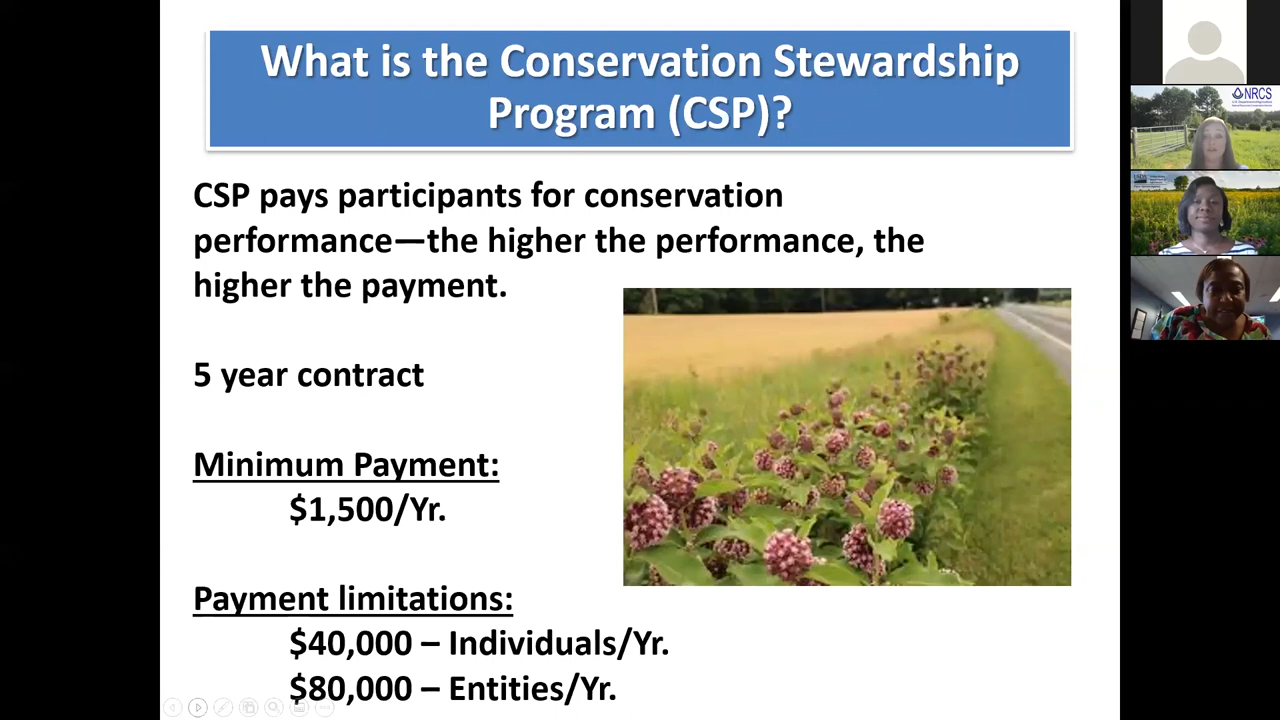 What is the Conservation Stewardship
Program (CSP)?
CSP pays participants for conservation
performance—the higher the performance, the
higher the payment.
5 year contract
Minimum Payment:
$1,500/Yr.
Payment limitations:
$40,000 – Individuals/Yr.
$80,000 – Entities/Yr.
NRCS
USDA